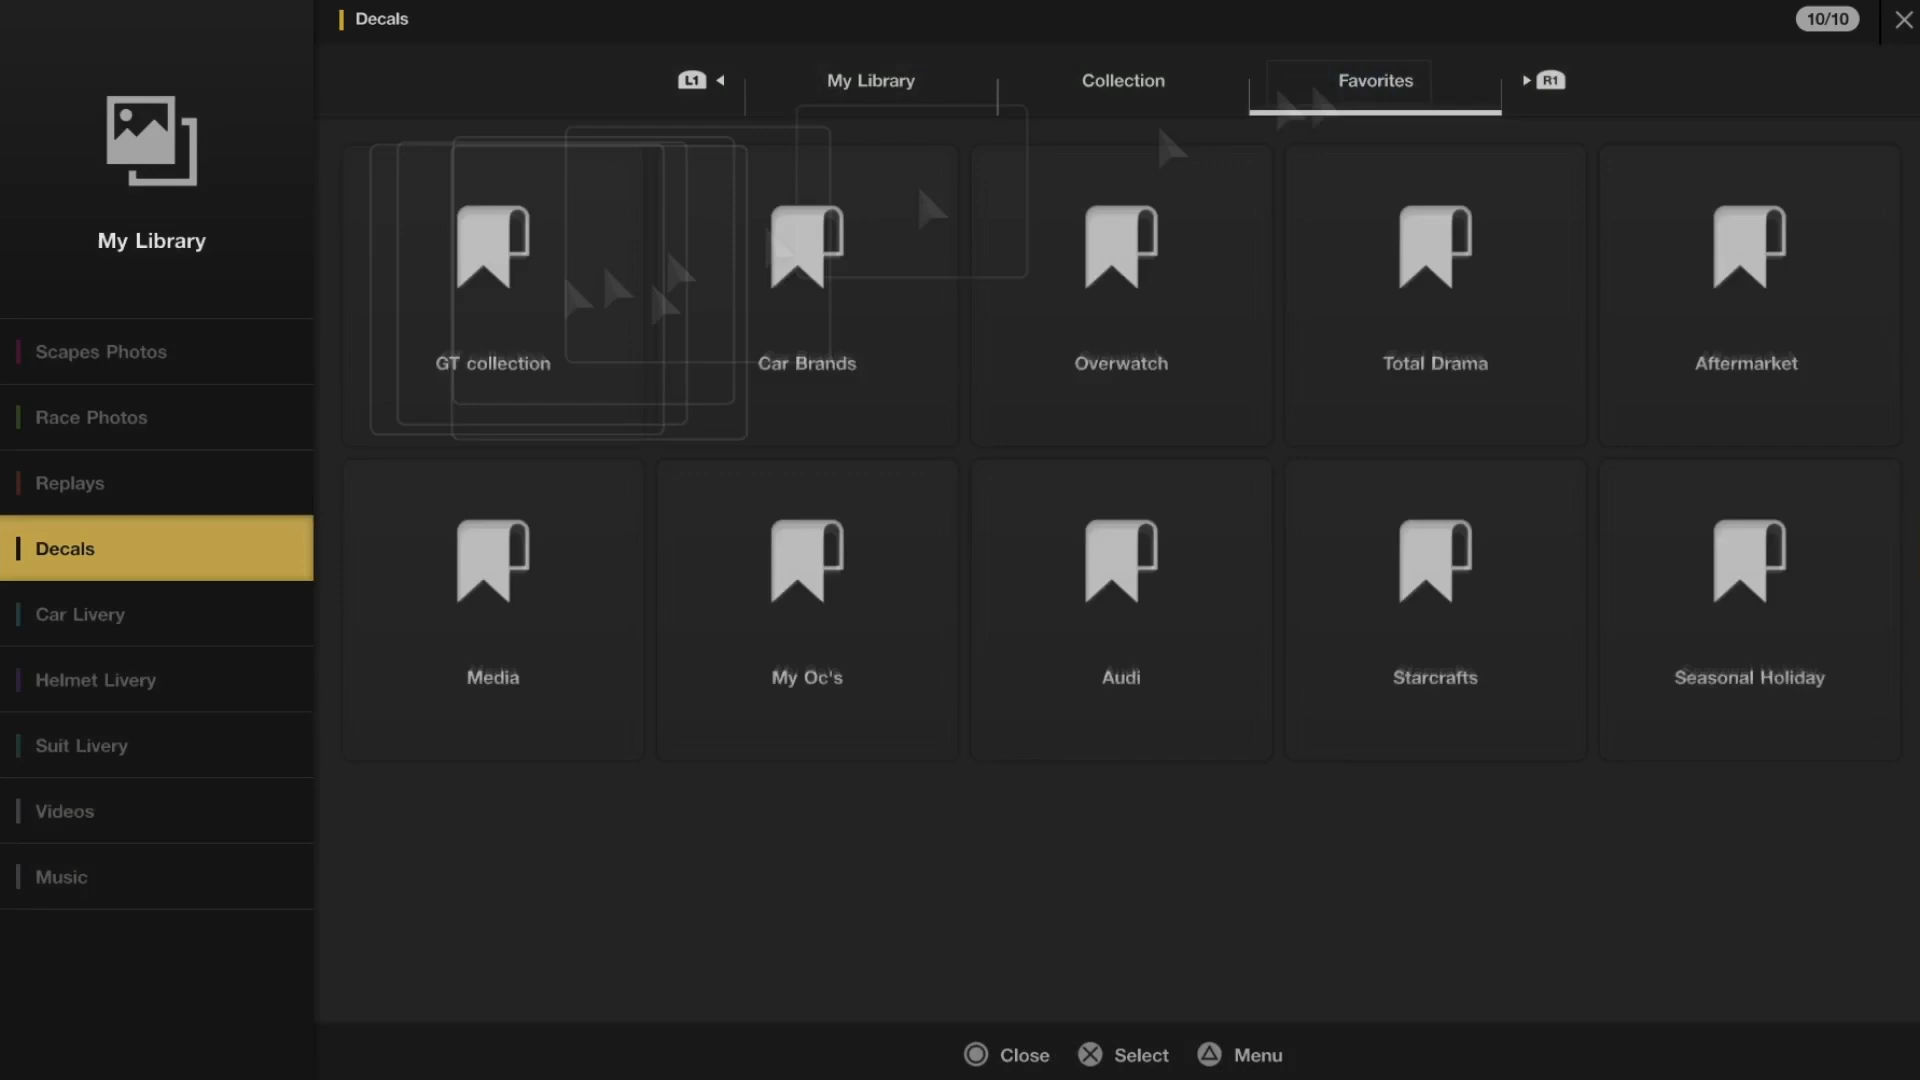 Decals
10/10
L1
My Library
Collection
Favorites
R1
My Library
Scapes Photos
Race Photos
Replays
Decals
Car Livery
Helmet Livery
Suit Livery
Videos
Music
GT collection
Car Brands
Overwatch
Total Drama
Aftermarket
Media
My Oc's
Audi
Starcrafts
Seasonal Holiday
Close
Select
Menu